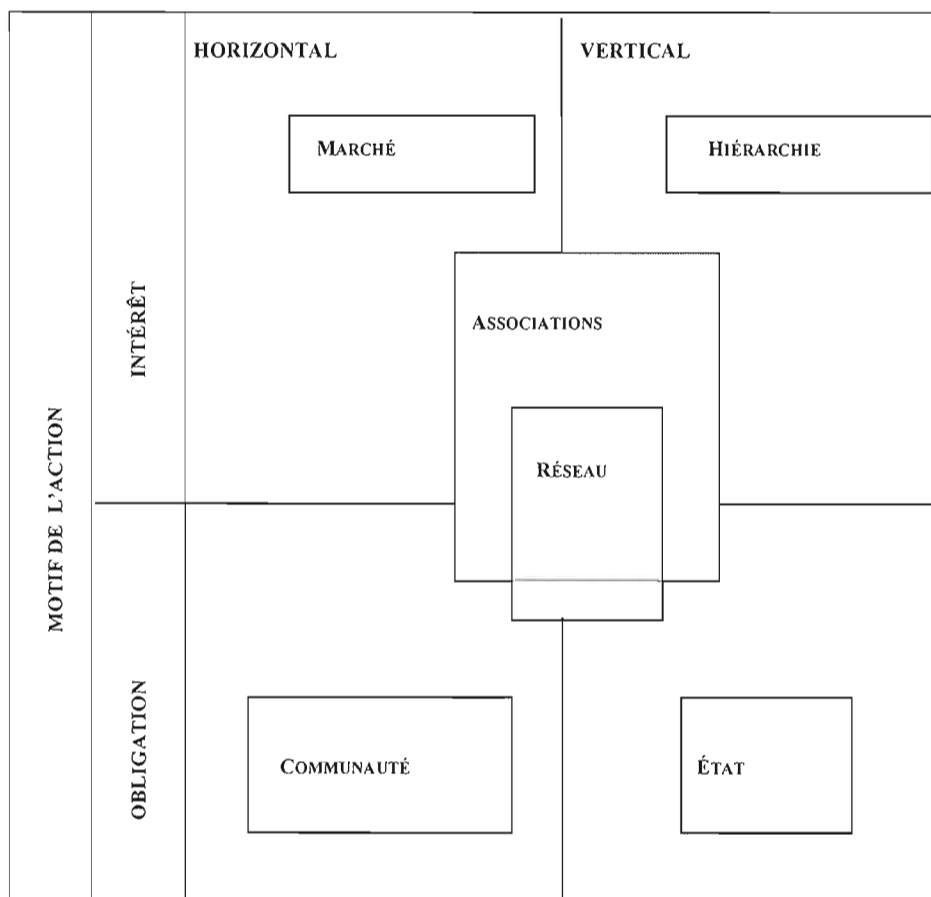 HORIZONTAL
VERTICAL
MARCHÉ
HIÉRARCHIE
MOTIF DE L'ACTION
INTÉRÊT
ASSOCIATIONS
RÉSEAU
OBLIGATION
COMMUNAUTÉ
ÉTAT